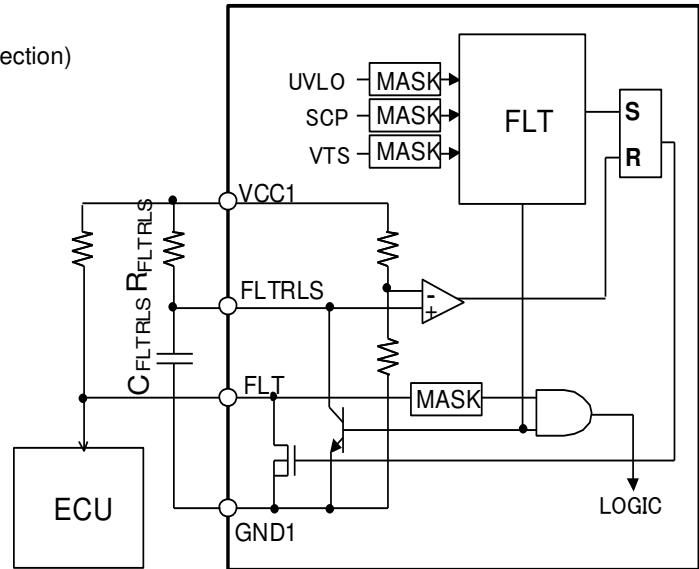 ection)
UVLO
MASK
SCP
MASK
VTS
MASK
FLT
S
R
VCC1
RFLTRLS
CFLTRLS
FLTRLS
-
+
FLT
MASK
ECU
GND1
LOGIC